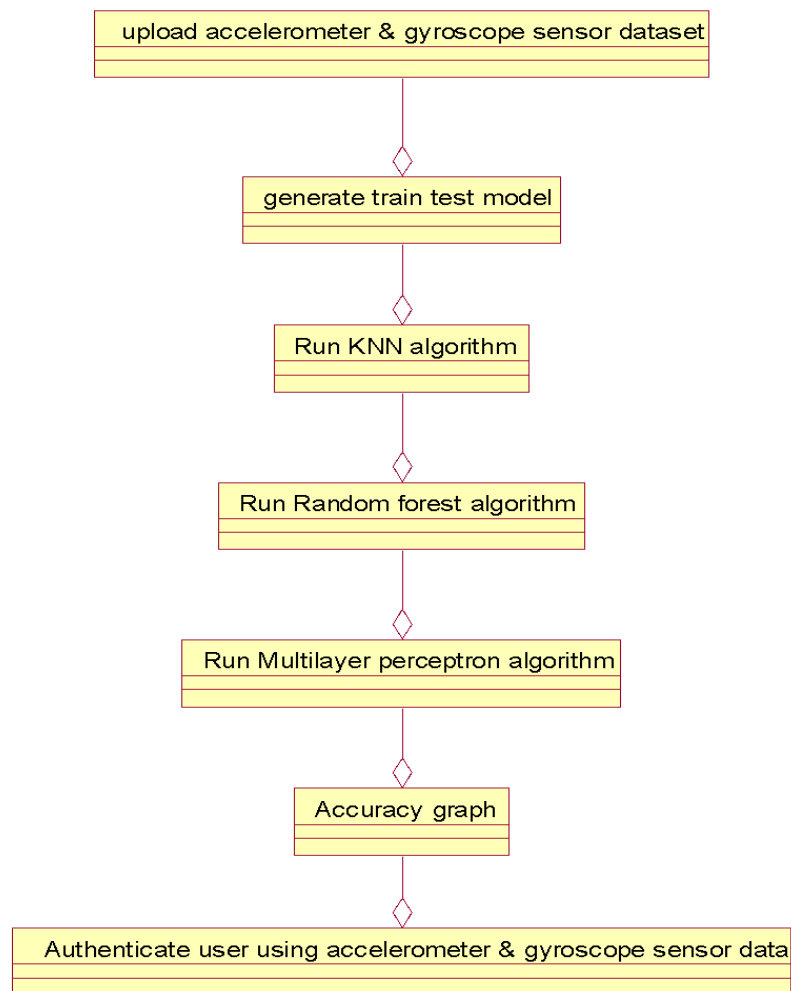 upload accelerometer & gyroscope sensor dataset
generate train test model
Run KNN algorithm
Run Random forest algorithm
Run Multilayer perceptron algorithm
Accuracy graph
Authenticate user using accelerometer & gyroscope sensor data